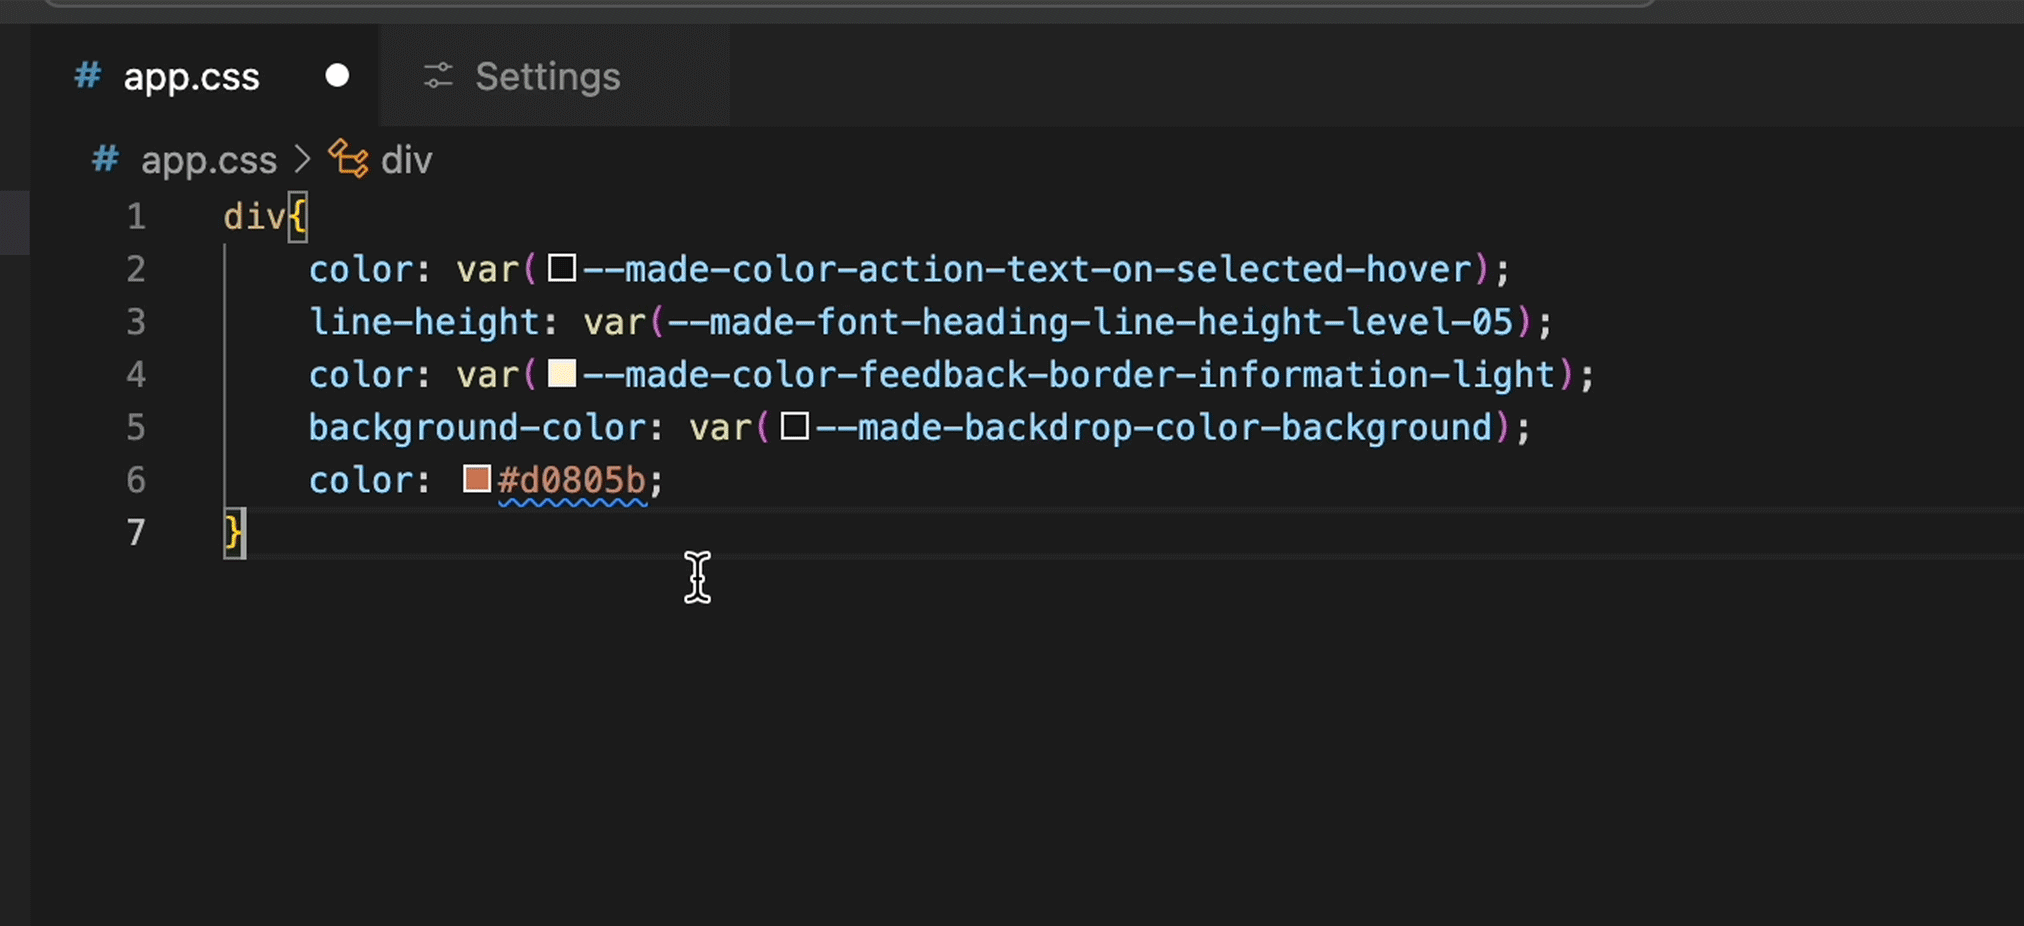 # app.css Settings
# app.css > div
1 div{
2 color: var(--made-color-action-text-on-selected-hover);
3 line-height: var(--made-font-heading-line-height-level-05);
4 color: var(--made-color-feedback-border-information-light);
5 background-color: var(--made-backdrop-color-background);
6 color: #d0805b;
7 }